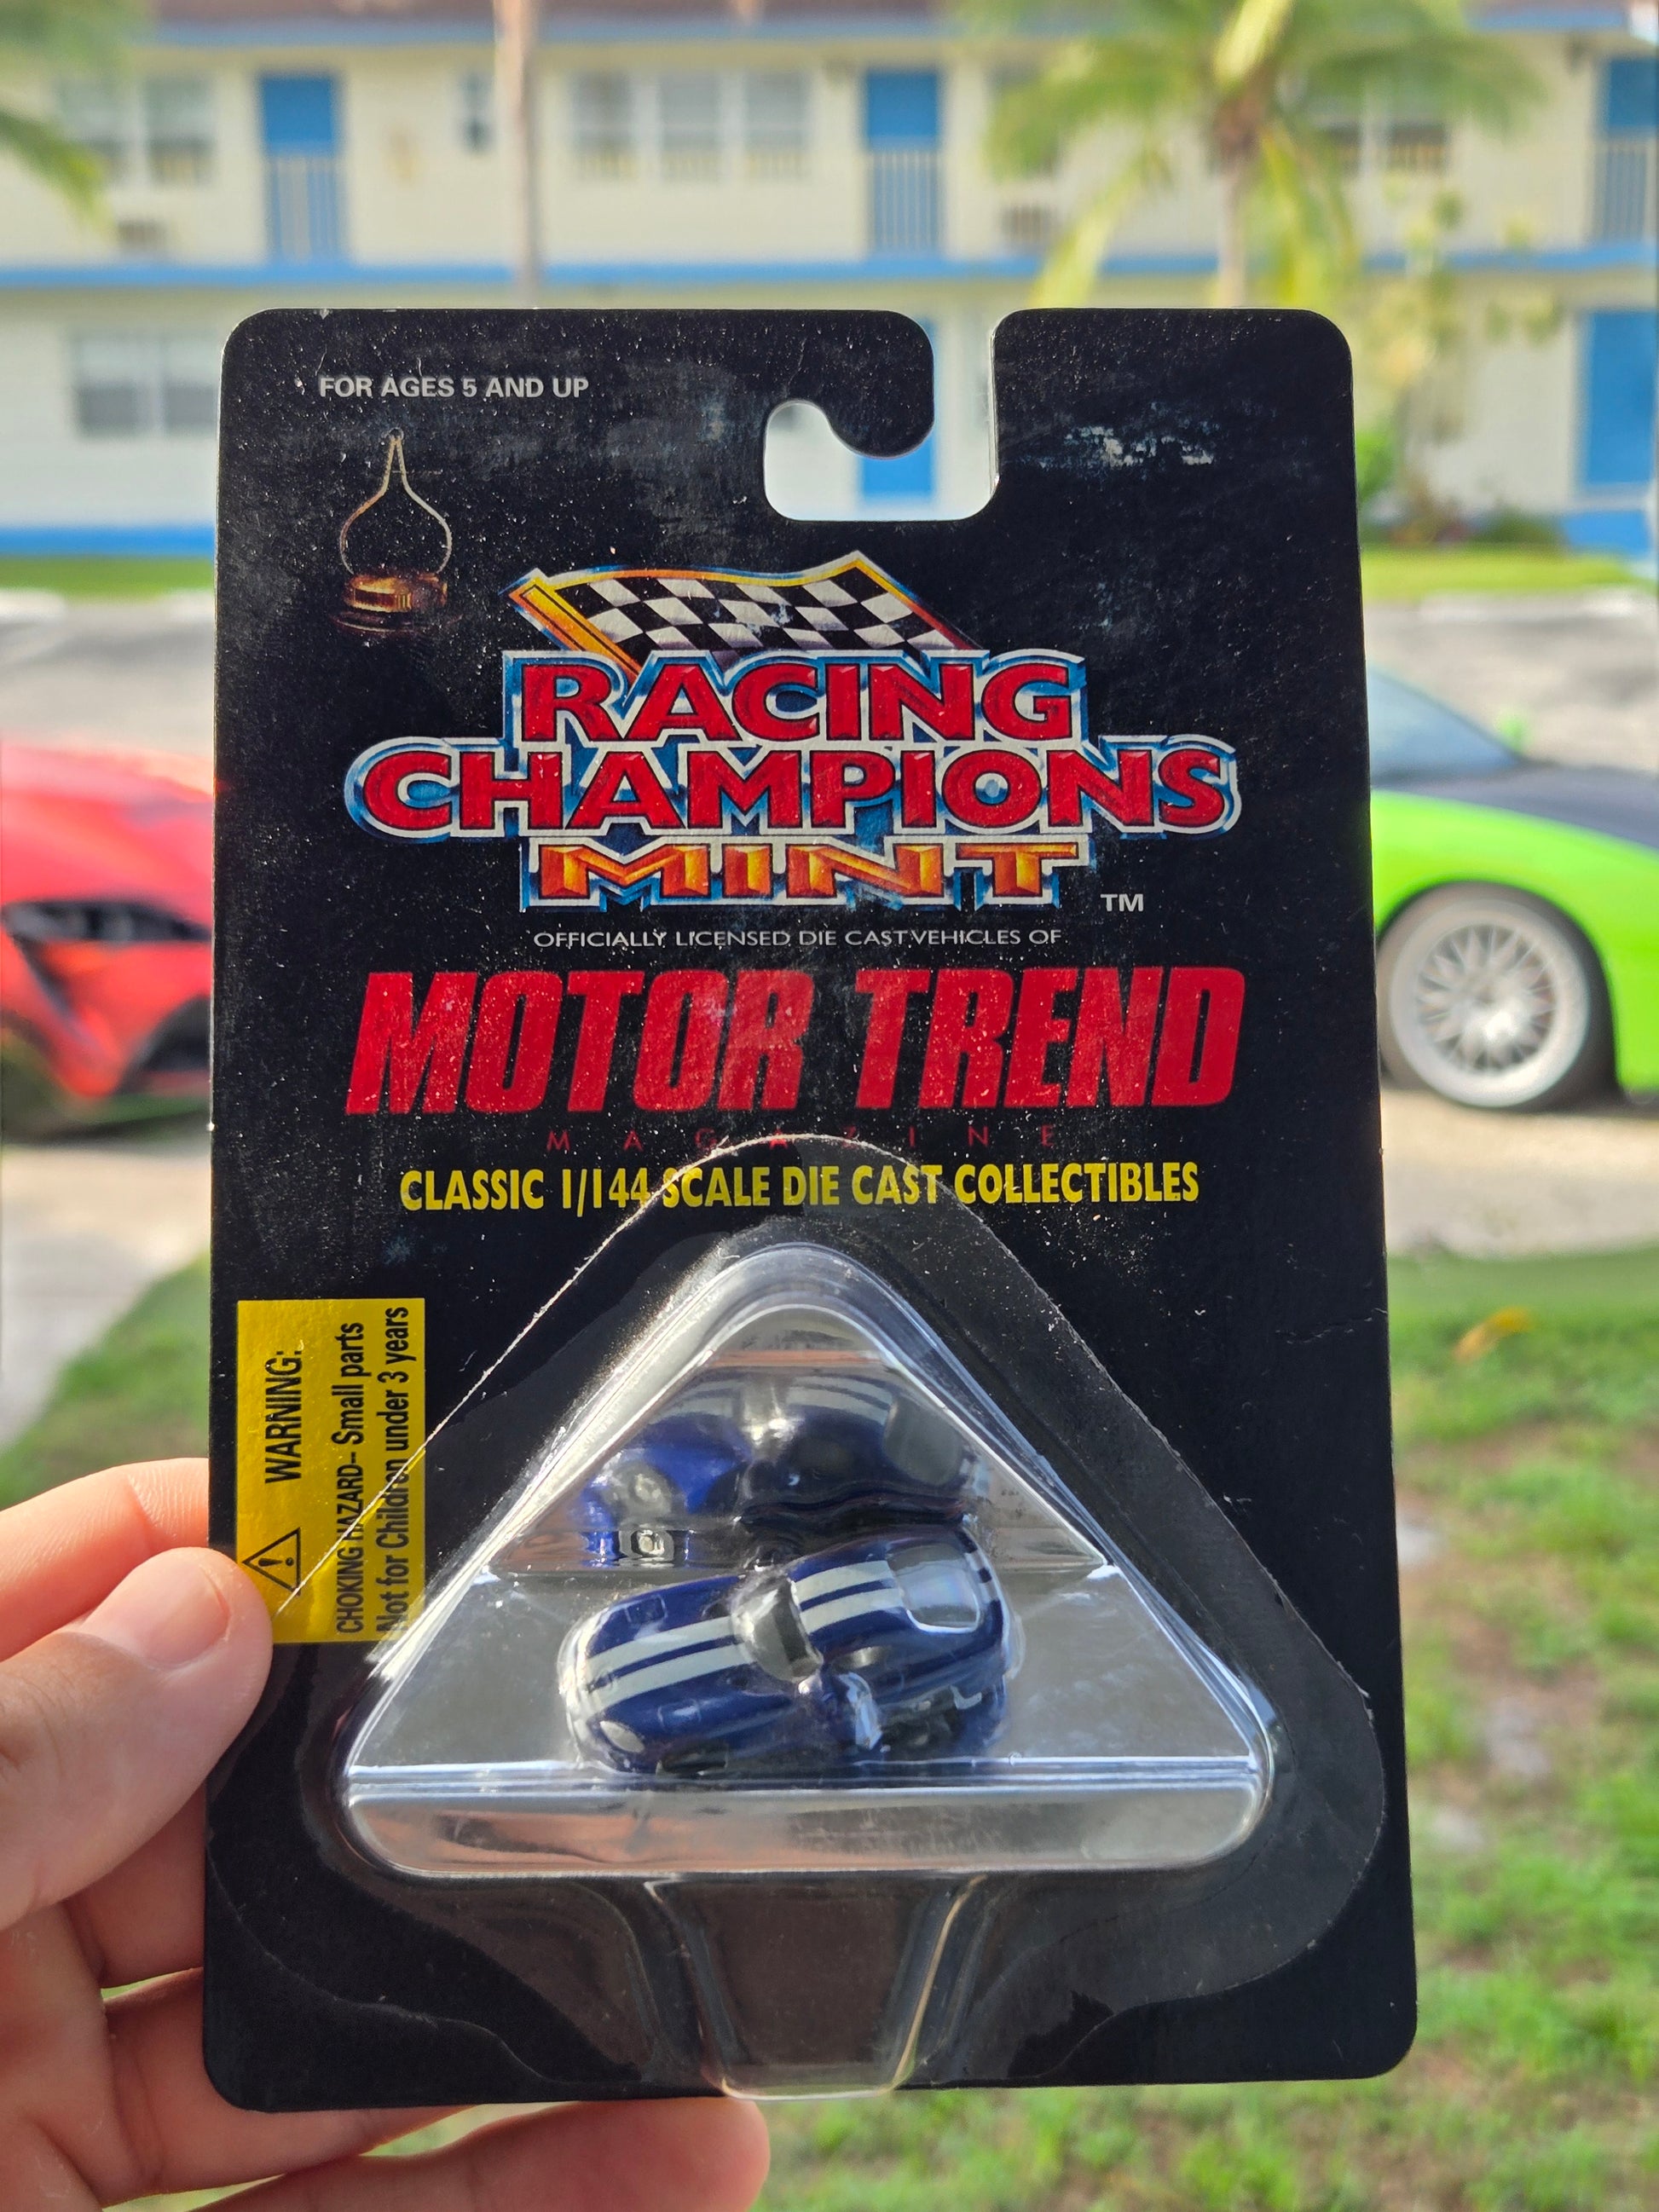 FOR AGES 5 AND UP
RACING
CHAMPIONS
MINT
TM
OFFICIALLY LICENSED DIE CAST VEHICLES OF
MOTOR TREND
MAGAZINE
CLASSIC 1/144 SCALE DIE CAST COLLECTIBLES
WARNING:
CHOKING HAZARD– Small parts
Not for Children under 3 years